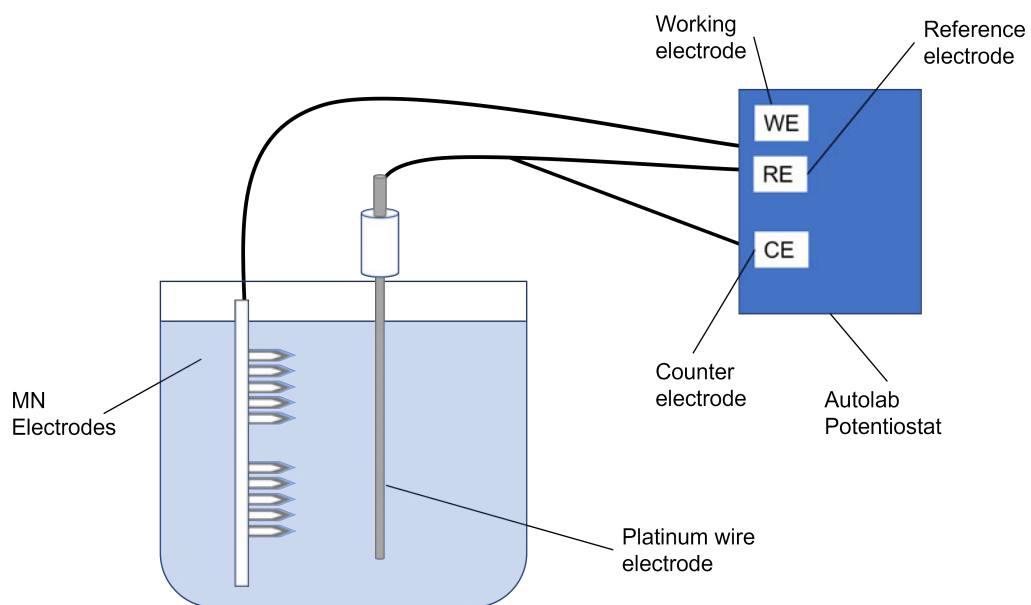 Working
electrode
Reference
electrode
WE
RE
CE
Counter
electrode
Autolab
Potentiostat
MN
Electrodes
Platinum wire
electrode